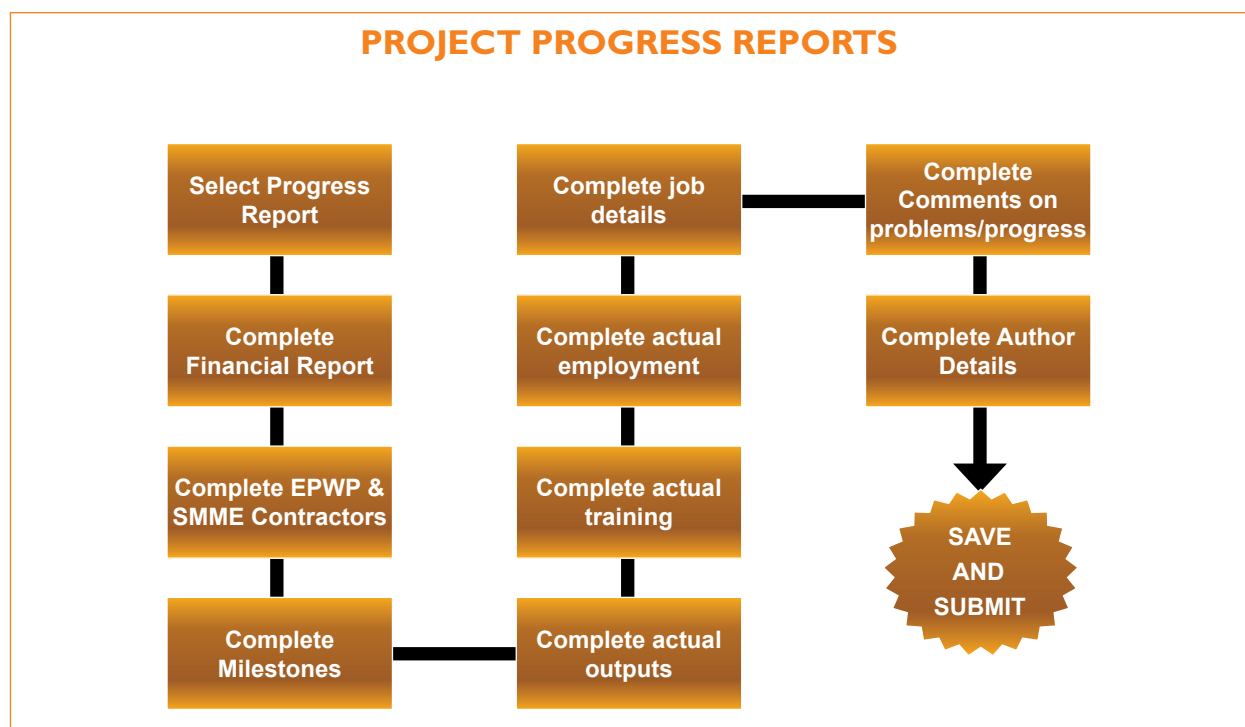 PROJECT PROGRESS REPORTS
Select Progress
Report
Complete
Financial Report
Complete EPWP &
SMME Contractors
Complete
Milestones
Complete actual
outputs
Complete actual
training
Complete actual
employment
Complete job
details
Complete
Comments on
problems/progress
Complete Author
Details
SAVE
AND
SUBMIT